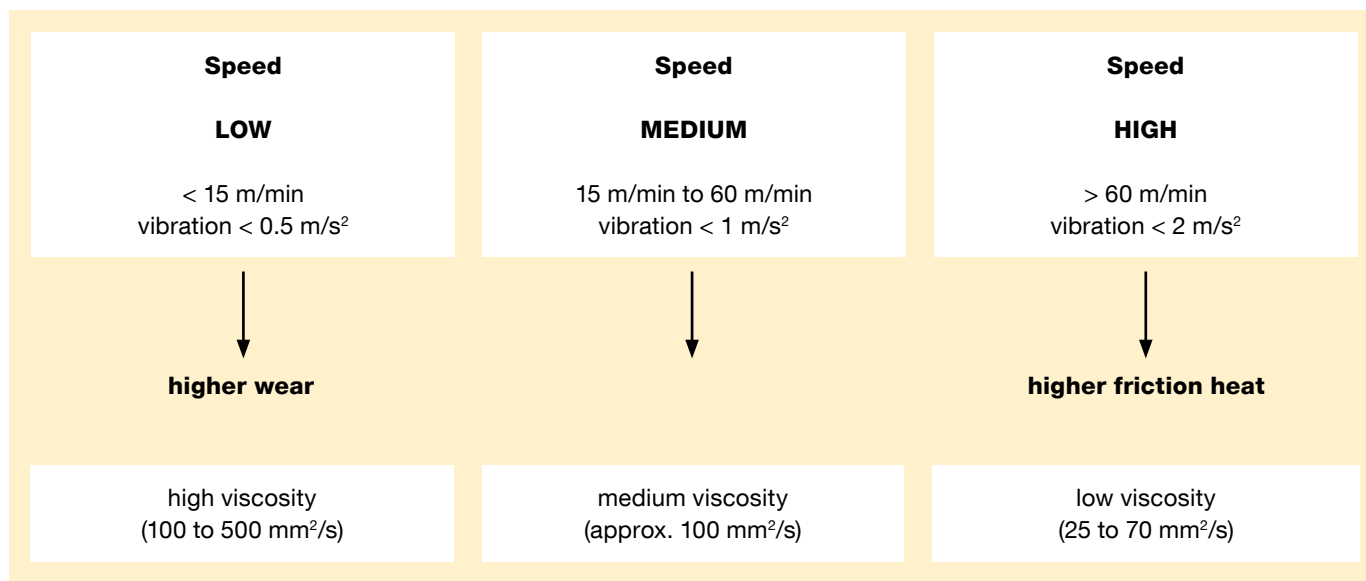 Speed
LOW
< 15 m/min
vibration < 0.5 m/s²
higher wear
high viscosity
(100 to 500 mm²/s)
Speed
MEDIUM
15 m/min to 60 m/min
vibration < 1 m/s²
medium viscosity
(approx. 100 mm²/s)
Speed
HIGH
> 60 m/min
vibration < 2 m/s²
higher friction heat
low viscosity
(25 to 70 mm²/s)